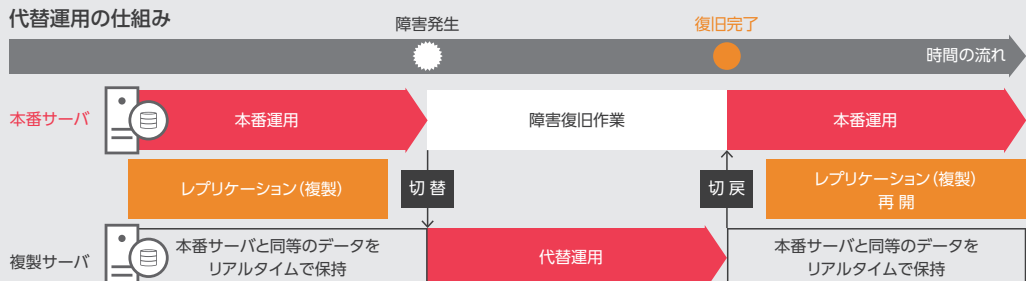 代替運用の仕組み
障害発生
復旧完了
時間の流れ
本番サーバ
本番運用
障害復旧作業
本番運用
レプリケーション(複製)
切 替
切 戻
レプリケーション(複製)
再 開
複製サーバ
本番サーバと同等のデータを
リアルタイムで保持
代替運用
本番サーバと同等のデータを
リアルタイムで保持